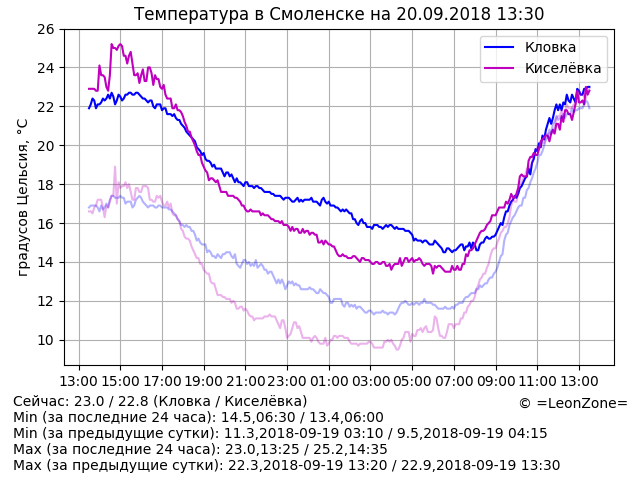 Температура в Смоленске на 20.09.2018 13:30
26
24
22
20
18
16
14
12
10
градусов Цельсия, °C
Кловка
Киселёвка
13:00 15:00 17:00 19:00 21:00 23:00 01:00 03:00 05:00 07:00 09:00 11:00 13:00
Сейчас: 23.0 / 22.8 (Кловка / Киселёвка)
© =LeonZone=
Min (за последние 24 часа): 14.5,06:30 / 13.4,06:00
Min (за предыдущие сутки): 11.3,2018-09-19 03:10 / 9.5,2018-09-19 04:15
Max (за последние 24 часа): 23.0,13:25 / 25.2,14:35
Max (за предыдущие сутки): 22.3,2018-09-19 13:20 / 22.9,2018-09-19 13:30